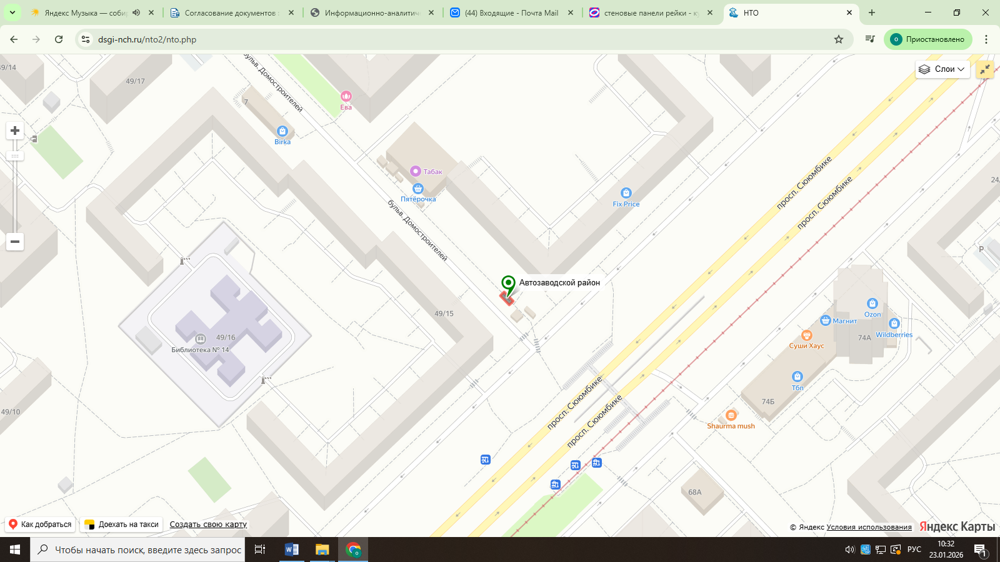 Яндекс Музыка — собир
Согласование документов
Информационно-аналитич
(44) Входящие - Почта Mail
стеновые панели рейки - ку
НТО
dsgi-nch.ru/nto2/nto.php
о
Приостановлено
Слои
49/14
49/17
бульв. Домостроителей
7
Ева
Birka
Табак
Пятёрочка
Fix Price
просп. Сююмбике
просп. Сююмбике
24
бульв. Домостроителей
Р
Автозаводской район
49/15
49/16
Библиотека № 14
Ozon
Магнит
Wildberries
74А
Суши Хаус
Тбп
74Б
49/10
просп. Сююмбике
просп. Сююмбике
Shaurma mush
68А
Как добраться
Доехать на такси
Создать свою карту
© Яндекс Условия использования
Яндекс Карты
Чтобы начать поиск, введите здесь запрос
РУС
10:32
23.01.2026
1